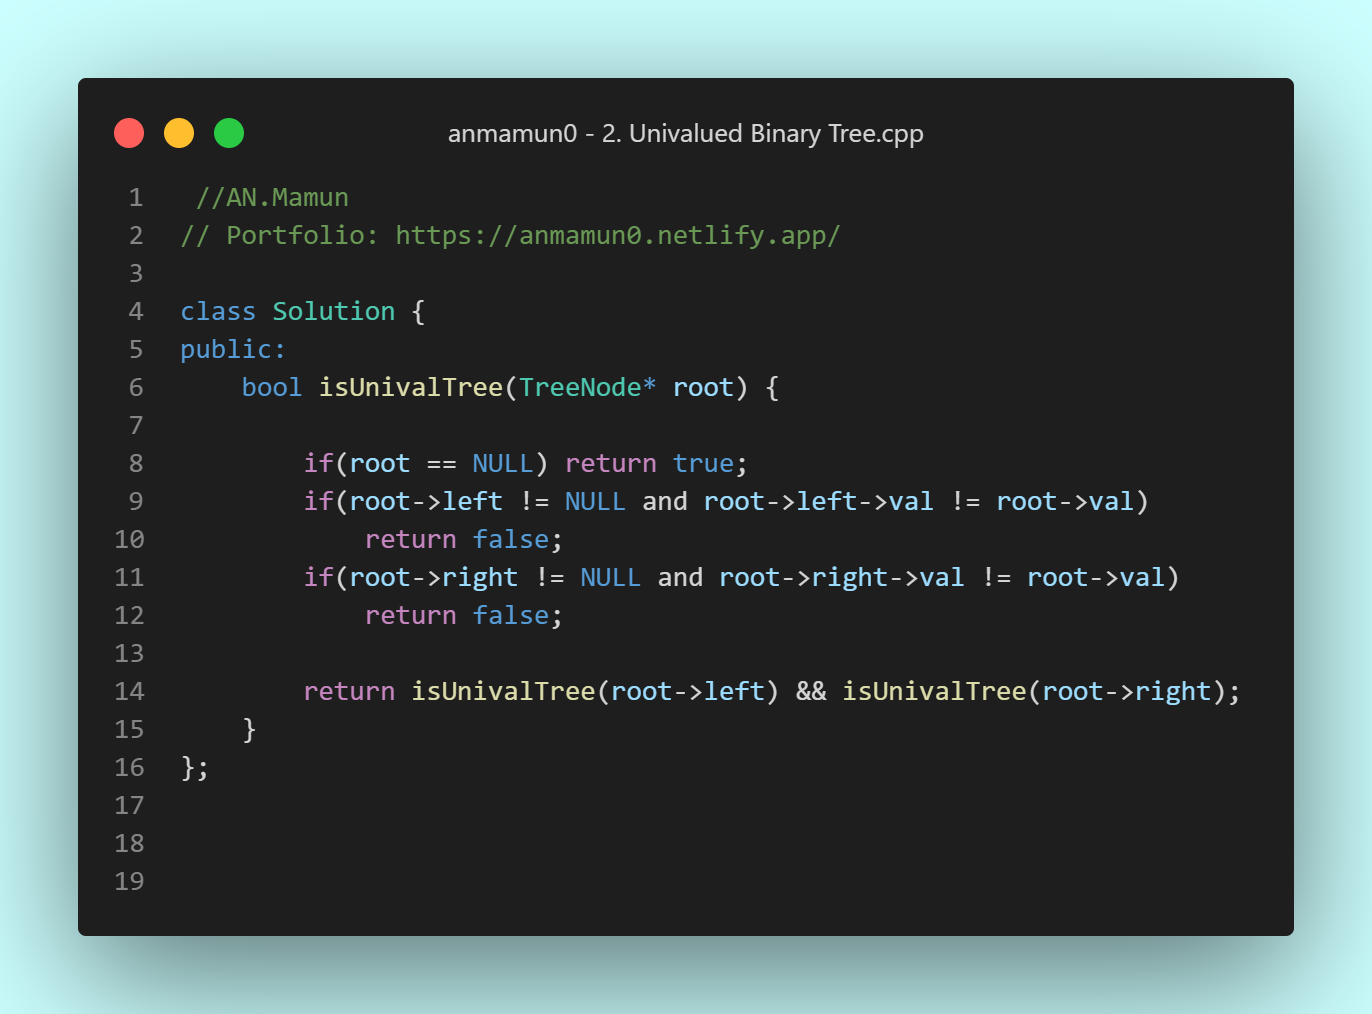 anmamun0 - 2. Univalued Binary Tree.cpp
1  //AN.Mamun
2 // Portfolio: https://anmamun0.netlify.app/
3
4 class Solution {
5 public:
6     bool isUnivalTree(TreeNode* root) {
7
8         if(root == NULL) return true;
9         if(root->left != NULL and root->left->val != root->val)
10             return false;
11         if(root->right != NULL and root->right->val != root->val)
12             return false;
13
14         return isUnivalTree(root->left) && isUnivalTree(root->right);
15     }
16 };
17
18
19